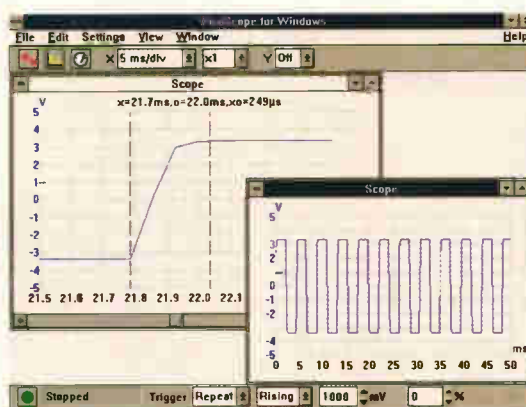 PicoScope for Windows
File Edit Settings View Window Help
X 5 ms/div x1 Y Off
Scope
V x=21.7ms,o=22.0ms,xo=249µs
5
4
3
2
1
-1
-2
-3
-4
-5
21.5 21.6 21.7 21.8 21.9 22.0 22.1
Scope
V
5
3
2
0
-1
-2
-4
-5
0 5 10 15 20 25 30 35 40 45 50
ms
Stopped Trigger Repeat Rising 1000 mV 0 %